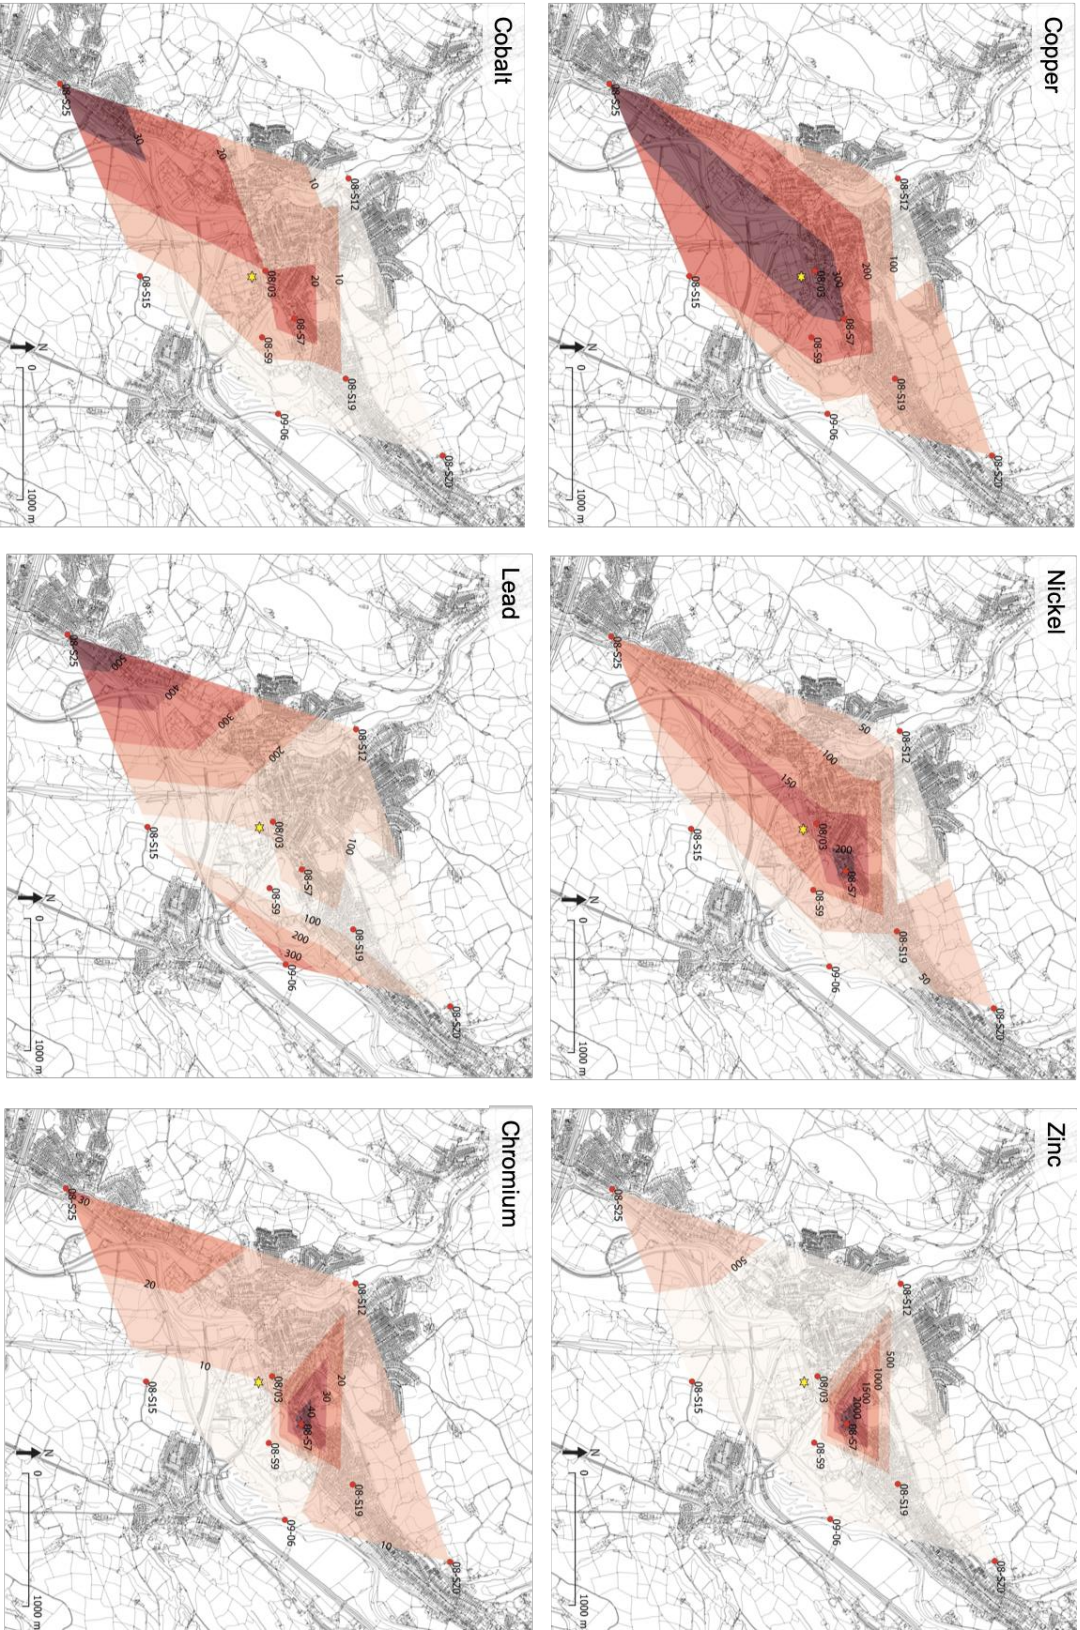 Copper
100
200
300
08-S12
08-S20
08-S19
08-S7
08/03
08-S9
09-06
08-S15
08-S25
N
0
1000 m
Nickel
50
100
150
200
50
08-S12
08-S20
08-S19
08-S7
08/03
08-S9
09-06
08-S15
08-S25
N
0
1000 m
Zinc
500
1000
1500
2000
500
08-S12
08-S20
08-S19
08-S7
08/03
08-S9
09-06
08-S15
08-S25
N
0
1000 m
Cobalt
10
10
20
20
30
08-S12
08-S20
08-S19
08-S7
08/03
08-S9
09-06
08-S15
08-S25
N
0
1000 m
Lead
100
100
200
300
200
300
400
500
08-S12
08-S20
08-S19
08-S7
08/03
08-S9
09-06
08-S15
08-S25
N
0
1000 m
Chromium
20
30
40
10
10
20
30
08-S12
08-S20
08-S19
08-S7
08/03
08-S9
09-06
08-S15
08-S25
N
0
1000 m